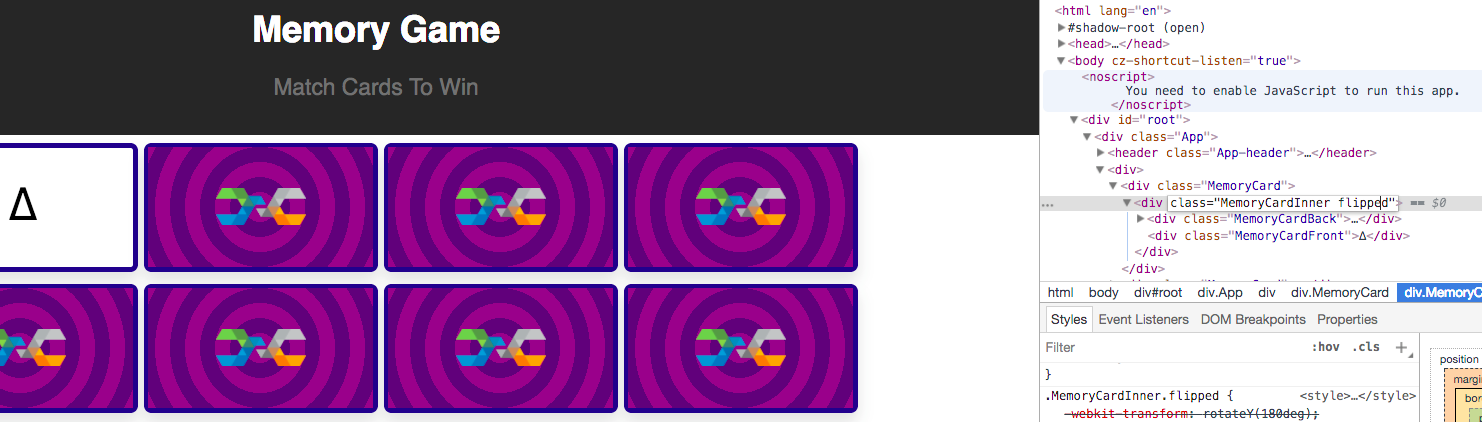 Memory Game
Match Cards To Win
Δ
<html lang="en">
#shadow-root (open)
<head>…</head>
<body cz-shortcut-listen="true">
<noscript>
You need to enable JavaScript to run this app.
</noscript>
<div id="root">
<div class="App">
<header class="App-header">…</header>
<div>
<div class="MemoryCard">
… <div class="MemoryCardInner flipped"> == $0
<div class="MemoryCardBack">…</div>
<div class="MemoryCardFront">Δ</div>
</div>
</div>
html body div#root div.App div div.MemoryCard div.MemoryC
Styles Event Listeners DOM Breakpoints Properties
Filter :hov .cls +
}
.MemoryCardInner.flipped { <style>…</style>
-webkit-transform: rotateY(180deg);
position
margin
bor